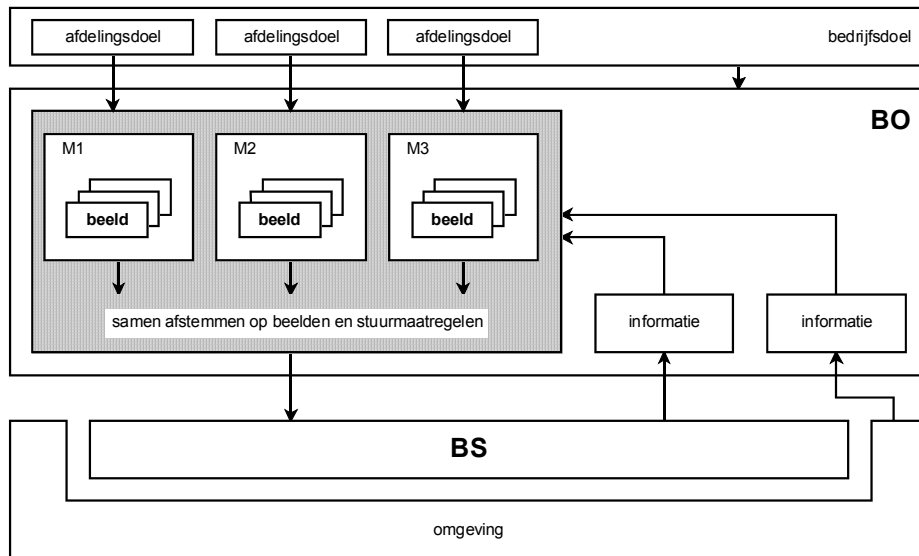 afdelingsdoel afdelingsdoel afdelingsdoel bedrijfsdoel
BO
M1 M2 M3
beeld beeld beeld
samen afstemmen op beelden en stuurmaatregelen
informatie informatie
BS
omgeving